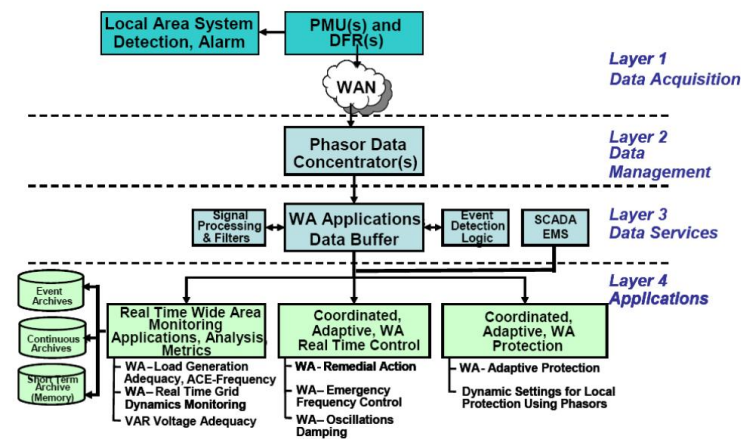 Local Area System
Detection, Alarm
PMU(s) and
DFR(s)
Layer 1
Data Acquisition
WAN
Phasor Data
Concentrator(s)
Layer 2
Data
Management
Signal
Processing
& Filters
WA Applications
Data Buffer
Event
Detection
Logic
SCADA
EMS
Layer 3
Data Services
Layer 4
Applications
Event
Archives
Continuous
Archives
Short Term
Archive
(Memory)
Real Time Wide Area
Monitoring
Applications, Analysis,
Metrics
WA–Load Generation
Adequacy, ACE-Frequency
WA–Real Time Grid
Dynamics Monitoring
VAR Voltage Adequacy
Coordinated,
Adaptive, WA
Real Time Control
WA-Remedial Action
WA–Emergency
Frequency Control
WA–Oscillations
Damping
Coordinated,
Adaptive, WA
Protection
WA-Adaptive Protection
Dynamic Settings for Local
Protection Using Phasors